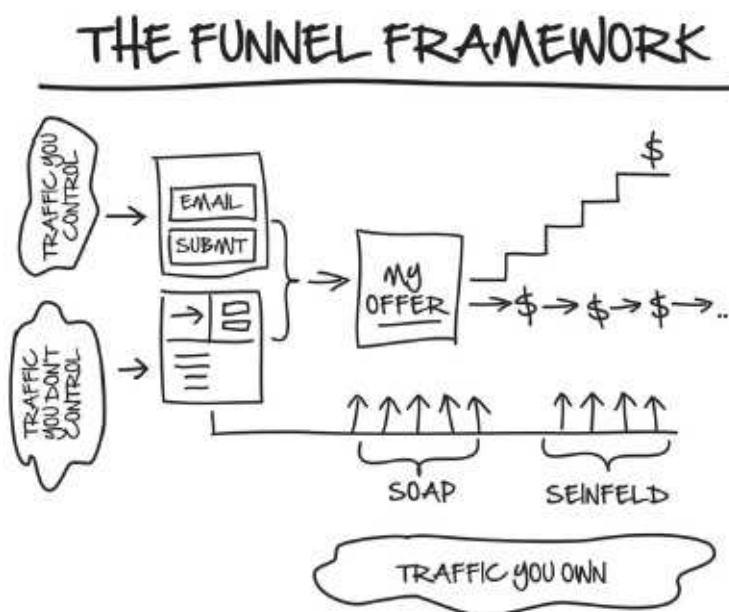 THE FUNNEL FRAMEWORK
TRAFFIC YOU
CONTROL
EMAIL
SUBMIT
TRAFFIC
YOU DON'T
CONTROL
MY
OFFER
$
$ $ $ ...
SOAP
SEINFELD
TRAFFIC YOU OWN